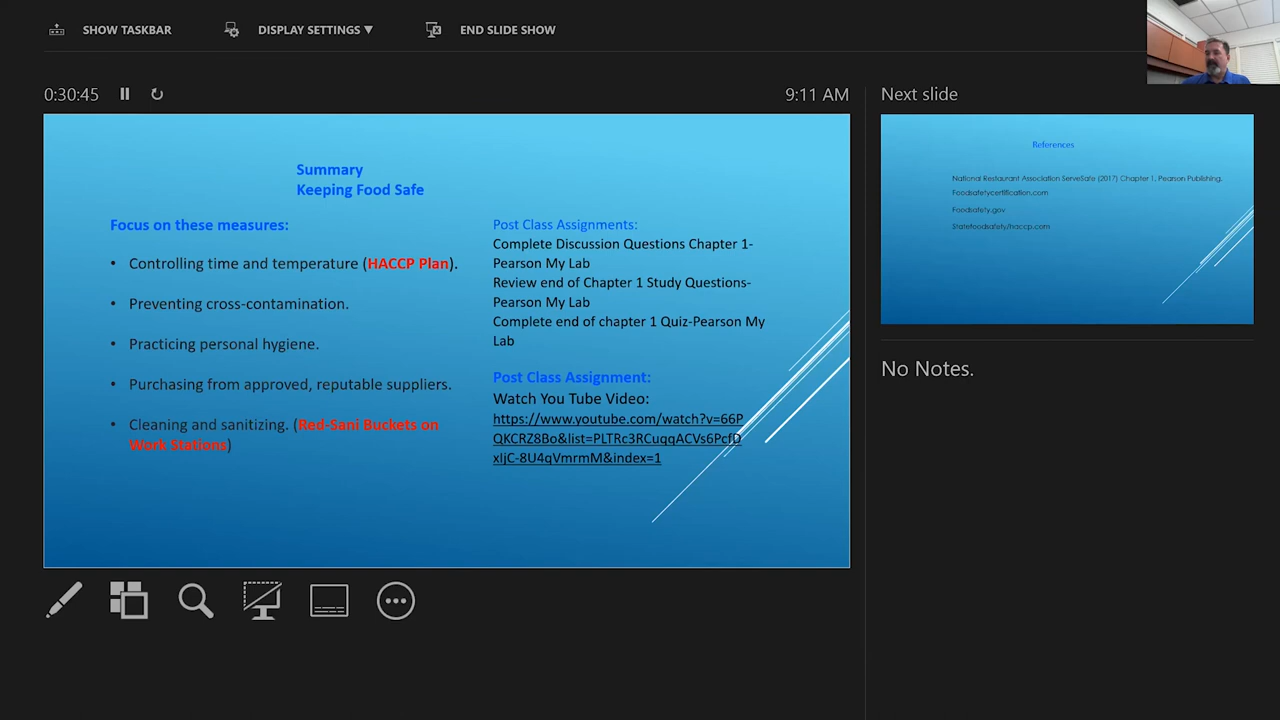 SHOW TASKBAR
DISPLAY SETTINGS ▼
END SLIDE SHOW
0:30:45
9:11 AM
Next slide
Summary
Keeping Food Safe
Focus on these measures:
• Controlling time and temperature (HACCP Plan).
• Preventing cross-contamination.
• Practicing personal hygiene.
• Purchasing from approved, reputable suppliers.
• Cleaning and sanitizing. (Red-Sani Buckets on
Work Stations)
Post Class Assignments:
Complete Discussion Questions Chapter 1-
Pearson My Lab
Review end of Chapter 1 Study Questions-
Pearson My Lab
Complete end of chapter 1 Quiz-Pearson My
Lab
Post Class Assignment:
Watch You Tube Video:
https://www.youtube.com/watch?v=66P
QKCRZ8Bo&list=PLTRc3RCuqqACVs6PcfD
xIjC-8U4qVmrmM&index=1
References
National Restaurant Association ServeSafe (2017) Chapter 1, Pearson Publishing.
Foodsafetycertification.com
Foodsafety.gov
Statefoodsafety/haccp.com
No Notes.